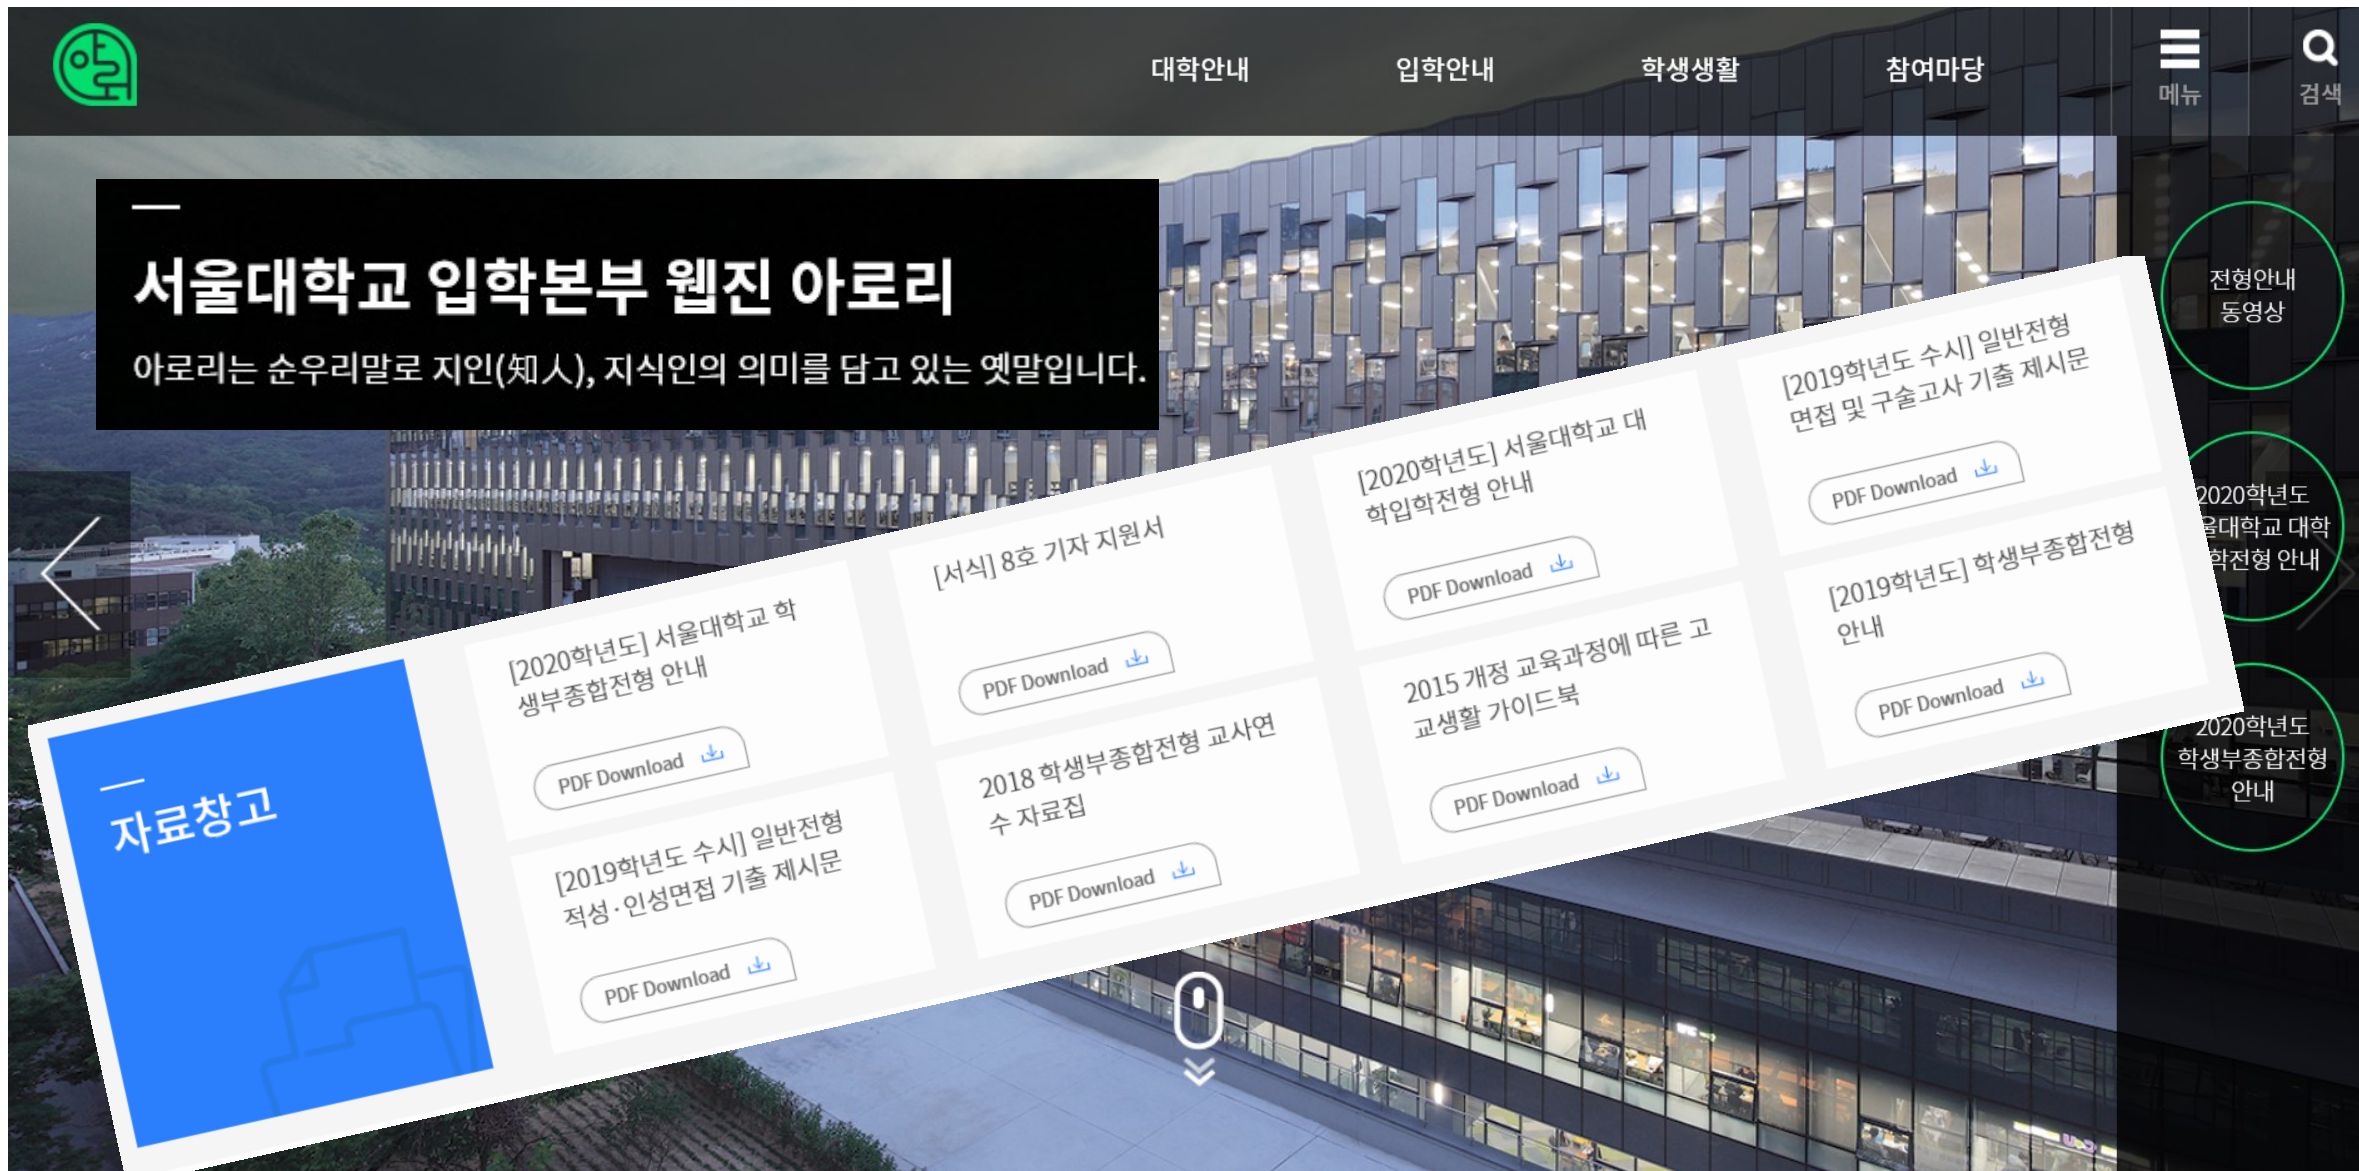 대학안내 입학안내 학생생활 참여마당
메뉴
검색
서울대학교 입학본부 웹진 아로리
아로리는 순우리말로 지인(知人), 지식인의 의미를 담고 있는 옛말입니다.
전형안내
동영상
2020학년도
울대학교 대학
학전형 안내
2020학년도
학생부종합전형
안내
자료창고
[2020학년도] 서울대학교 학
생부종합전형 안내
PDF Download
[서식] 8호 기자 지원서
PDF Download
[2020학년도] 서울대학교 대
학입학전형 안내
PDF Download
[2019학년도 수시] 일반전형
면접 및 구술고사 기출 제시문
PDF Download
[2019학년도 수시] 일반전형
적성·인성면접 기출 제시문
PDF Download
2018 학생부종합전형 교사연
수 자료집
PDF Download
2015 개정 교육과정에 따른 고
교생활 가이드북
PDF Download
[2019학년도] 학생부종합전형
안내
PDF Download